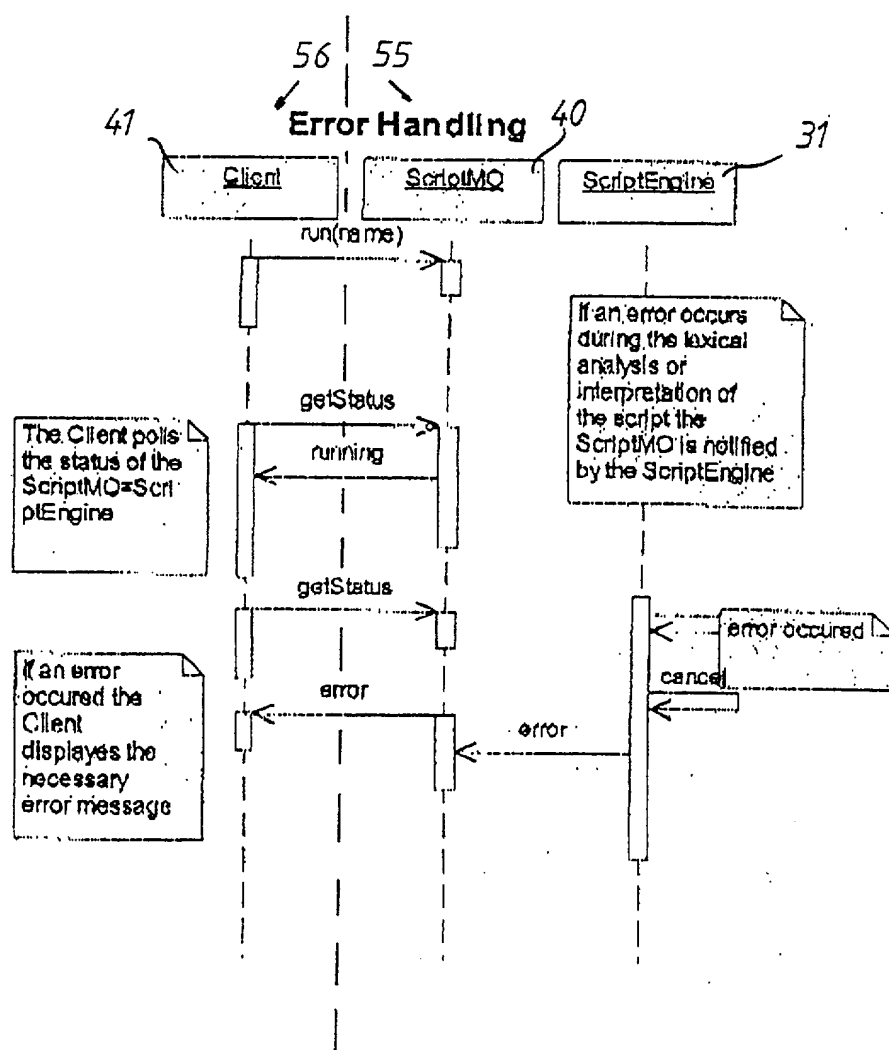 56 55
Error Handling
41
40
31
Client
ScriptMO
ScriptEngine
run(name)
If an error occurs
during the lexical
analysis or
interpretation of
the script the
ScriptMO is notified
by the ScriptEngine
getStatus
The Client polls
the status of the
ScriptMO=Scri
ptEngine
running
getStatus
error occured
cancel
If an error
occured the
Client
displayes the
necessary
error message
error
error